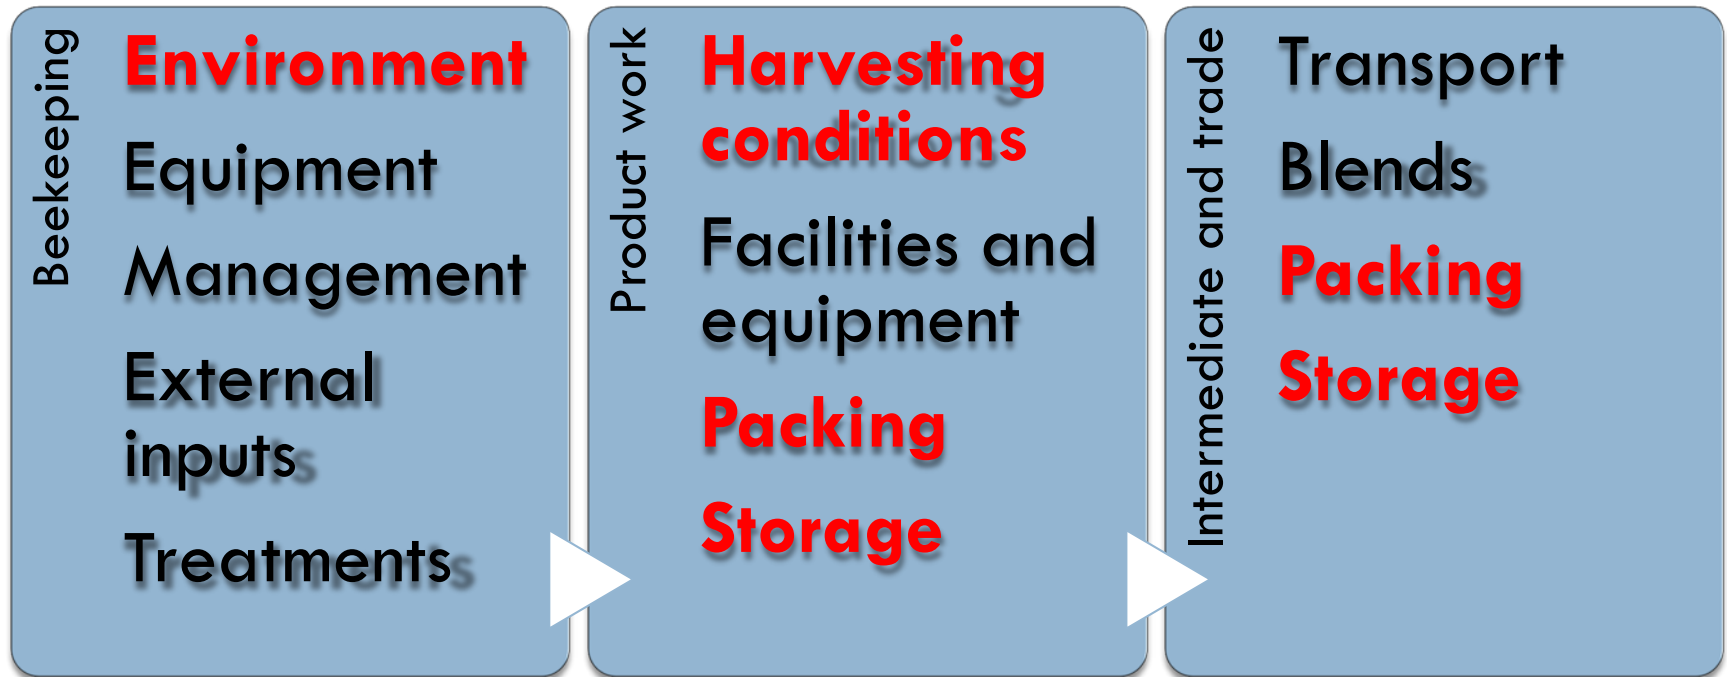 Beekeeping
Environment
Equipment
Management
External
inputs
Treatments
Product work
Harvesting
conditions
Facilities and
equipment
Packing
Storage
Intermediate and trade
Transport
Blends
Packing
Storage